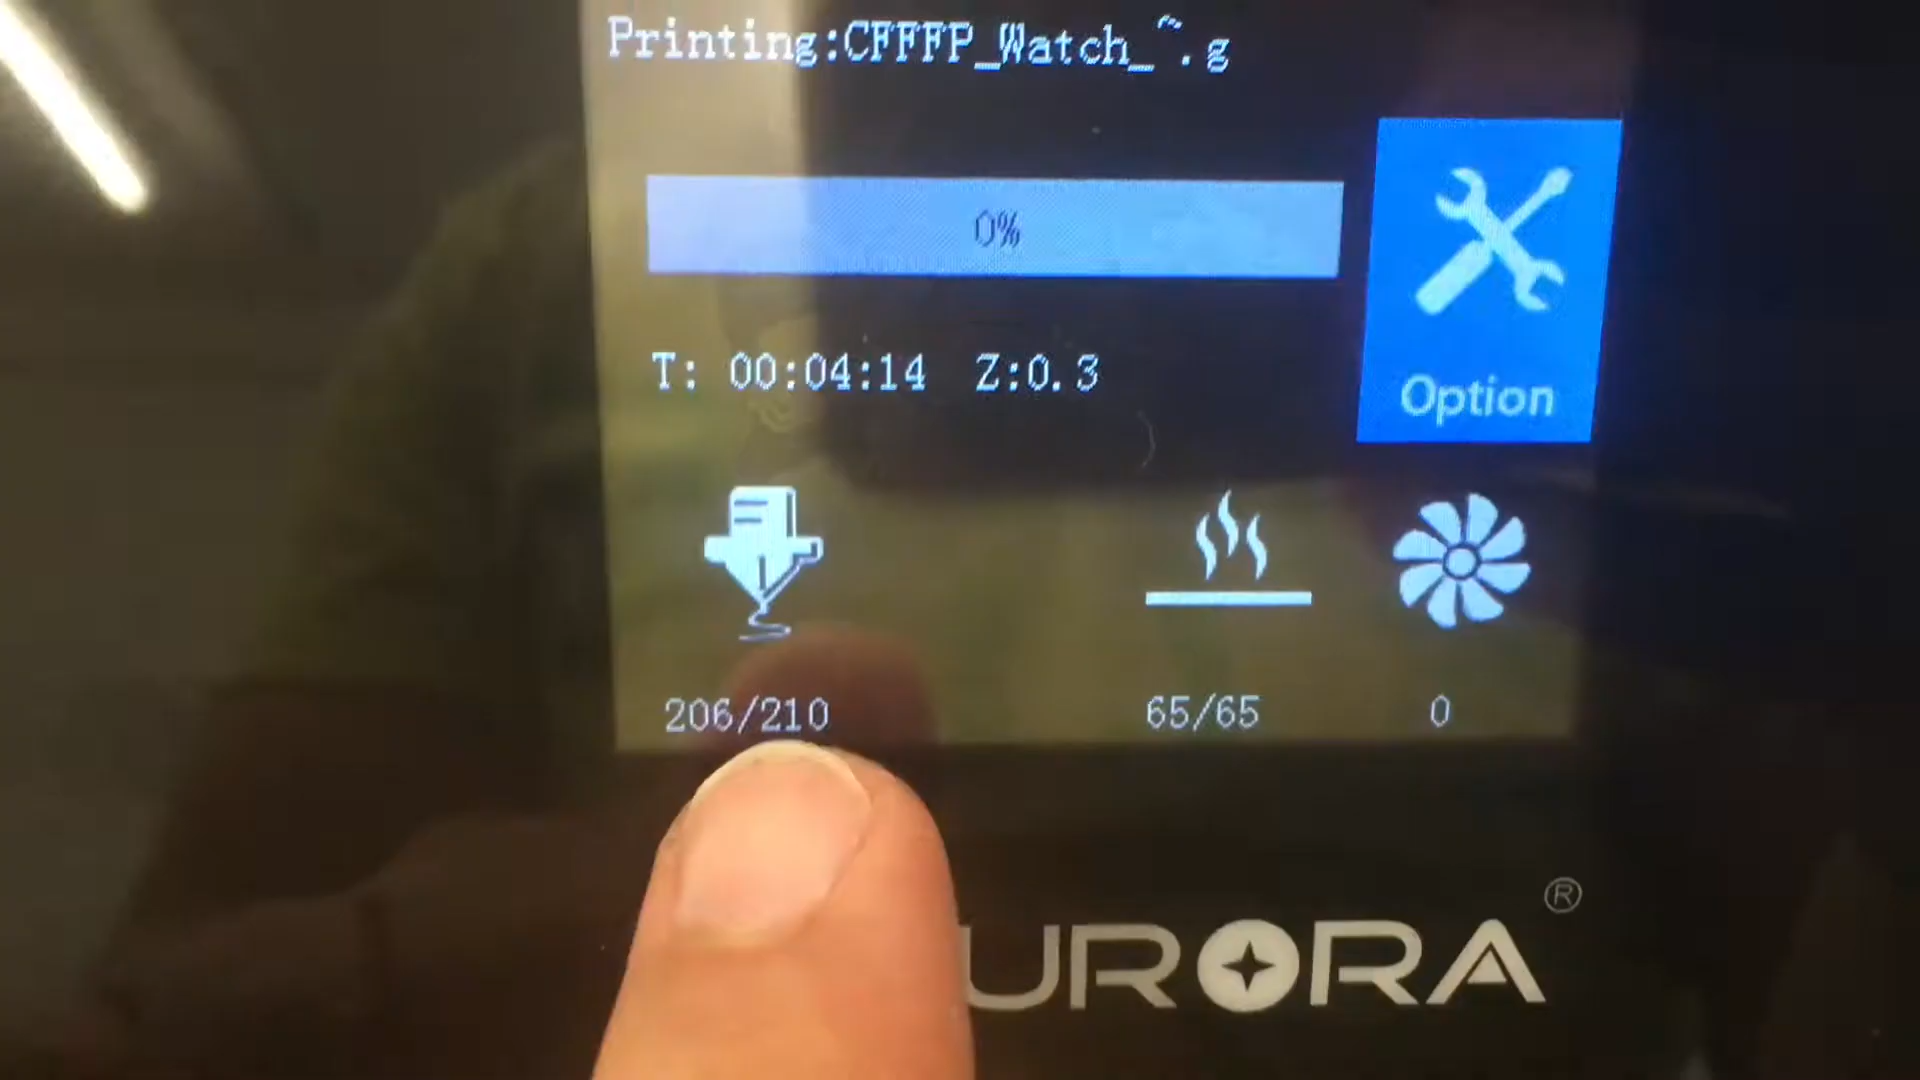 Printing:CFFFP_Watch_~.g
0%
T: 00:04:14 Z:0.3
Option
206/210 65/65 0
URORA®